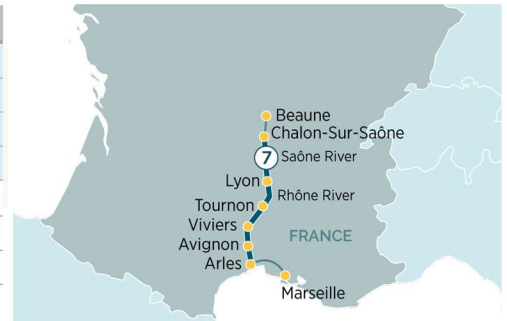 Beaune
Chalon-Sur-Saône
7
Saône River
Lyon
Rhône River
Tournon
Viviers
FRANCE
Avignon
Arles
Marseille